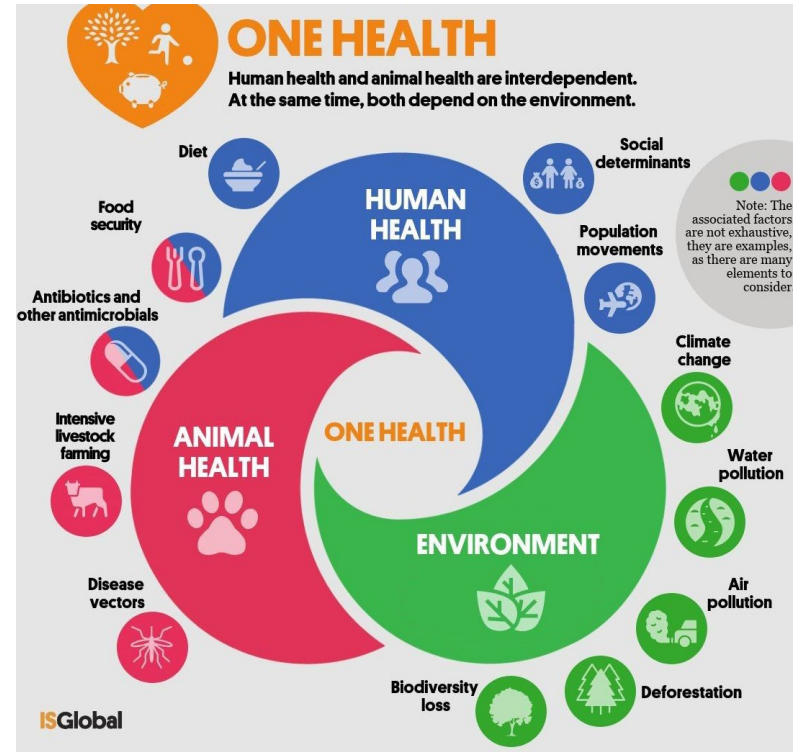 ONE HEALTH
Human health and animal health are interdependent.
At the same time, both depend on the environment.
Diet
Food
security
Antibiotics and
other antimicrobials
Intensive
livestock
farming
Disease
vectors
HUMAN
HEALTH
ANIMAL
HEALTH
ONE HEALTH
ENVIRONMENT
Social
determinants
Population
movements
Note: The
associated factors
are not exhaustive,
they are examples,
as there are many
elements to
consider
Climate
change
Water
pollution
Air
pollution
Deforestation
Biodiversity
loss
ISGlobal